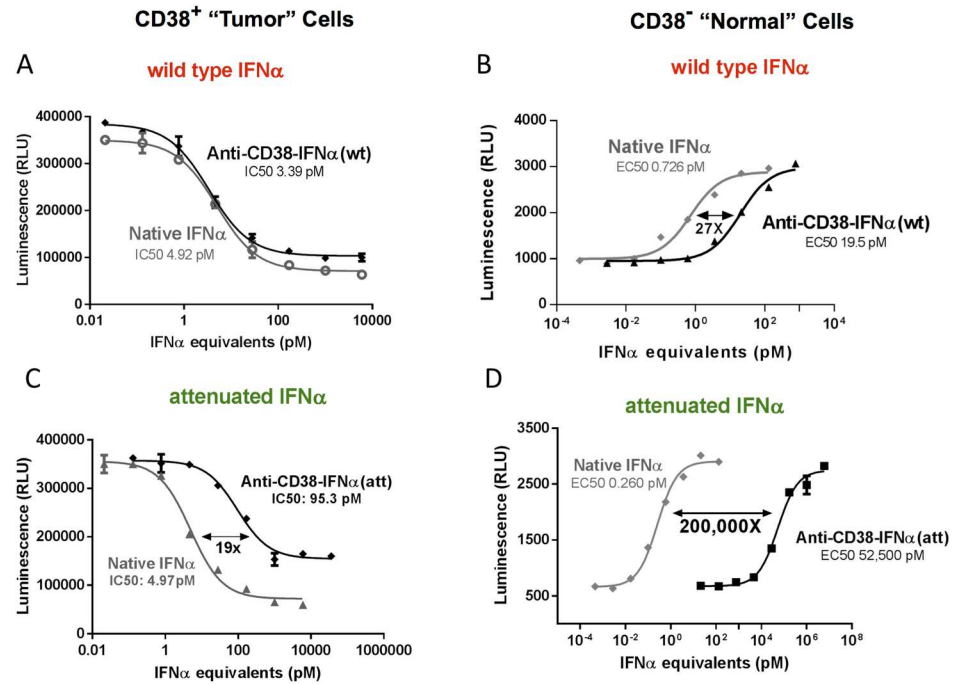 CD38⁺ “Tumor” Cells
CD38⁻ “Normal” Cells
A
wild type IFNα
Luminescence (RLU)
400000
300000
200000
100000
0
0.01
1
100
10000
IFNα equivalents (pM)
Anti-CD38-IFNα(wt)
IC50 3.39 pM
Native IFNα
IC50 4.92 pM
B
wild type IFNα
Luminescence (RLU)
4000
3000
2000
1000
0
10⁻⁴
10⁻²
10⁰
10²
10⁴
IFNα equivalents (pM)
Native IFNα
EC50 0.726 pM
27X
Anti-CD38-IFNα(wt)
EC50 19.5 pM
C
attenuated IFNα
Luminescence (RLU)
400000
300000
200000
100000
0
0.01
1
100
10000
1000000
IFNα equivalents (pM)
Anti-CD38-IFNα(att)
IC50: 95.3 pM
19x
Native IFNα
IC50: 4.97pM
D
attenuated IFNα
Luminescence (RLU)
3500
2500
1500
500
10⁻⁴
10⁻²
10⁰
10²
10⁴
10⁶
10⁸
IFNα equivalents (pM)
Native IFNα
EC50 0.260 pM
200,000X
Anti-CD38-IFNα(att)
EC50 52,500 pM